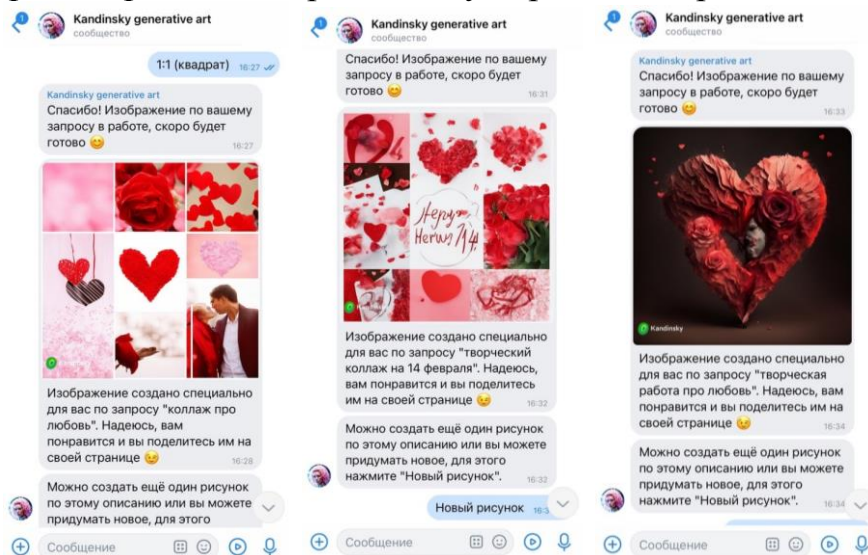 Kandinsky generative art
сообщество
1:1 (квадрат) 16:27
Kandinsky generative art
Спасибо! Изображение по вашему
запросу в работе, скоро будет
готово 😊 16:27
Изображение создано специально
для вас по запросу "коллаж про
любовь". Надеюсь, вам
понравится и вы поделитесь им на
своей странице 😉 16:28
Можно создать ещё один рисунок
по этому описанию или вы можете
придумать новое, для этого
Сообщение
Kandinsky generative art
сообщество
Спасибо! Изображение по вашему
запросу в работе, скоро будет
готово 😊 16:31
Изображение создано специально
для вас по запросу "творческий
коллаж на 14 февраля". Надеюсь,
вам понравится и вы поделитесь
им на своей странице 😉 16:32
Можно создать ещё один рисунок
по этому описанию или вы можете
придумать новое, для этого
нажмите "Новый рисунок". 16:32
Новый рисунок
Сообщение
Kandinsky generative art
сообщество
Kandinsky generative art
Спасибо! Изображение по вашему
запросу в работе, скоро будет
готово 😊 16:33
Kandinsky
Изображение создано специально
для вас по запросу "творческая
работа про любовь". Надеюсь, вам
понравится и вы поделитесь им на
своей странице 😉 16:34
Можно создать ещё один рисунок
по этому описанию или вы можете
придумать новое, для этого
нажмите "Новый рисунок". 16:34
Сообщение